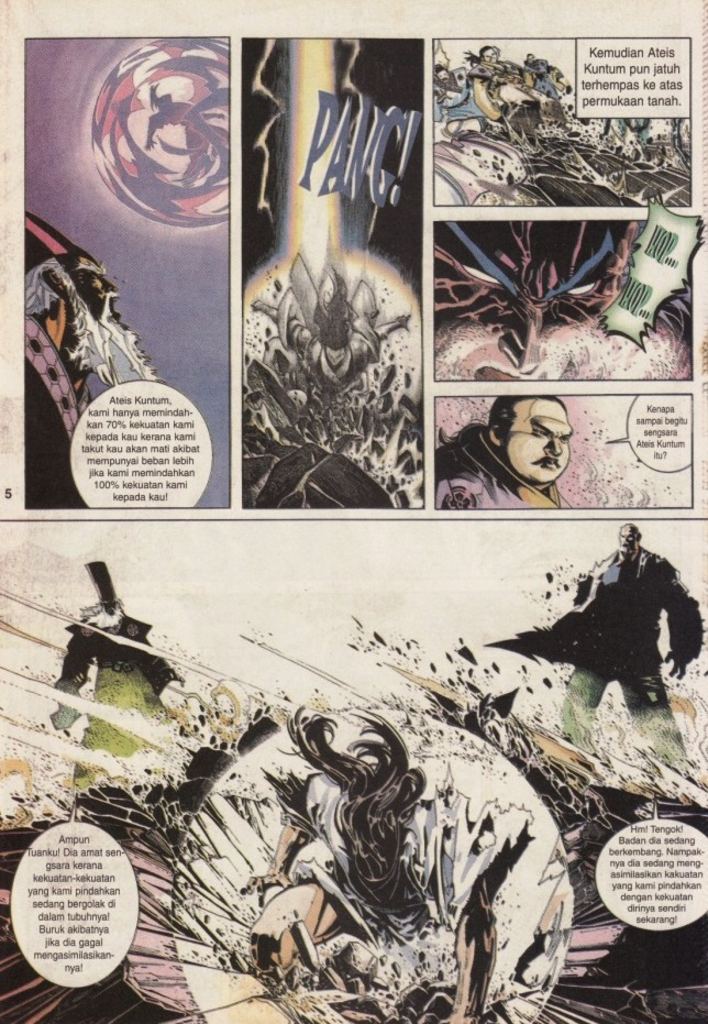 Ateis Kuntum,
kami hanya memindah-
kan 70% kekuatan kami
kepada kau kerana kami
takut kau akan mati akibat
mempunyai beban lebih
jika kami memindahkan
100% kekuatan kami
kepada kau!
PANG!
Kemudian Ateis
Kuntum pun jatuh
terhempas ke atas
permukaan tanah.
Kenapa
sampai begitu
sengsara
Ateis Kuntum
itu?
5
Ampun
Tuanku! Dia amat sen-
gsara kerana
kekuatan-kekuatan
yang kami pindahkan
sedang bergolak di
dalam tubuhnya!
Buruk akibatnya
jika dia gagal
mengasimilasikan-
nya!
Hm! Tengok!
Badan dia sedang
berkembang. Nampak-
nya dia sedang meng-
asimilasikan kakuatan
yang kami pindahkan
dengan kekuatan
dirinya sendiri
sekarang!